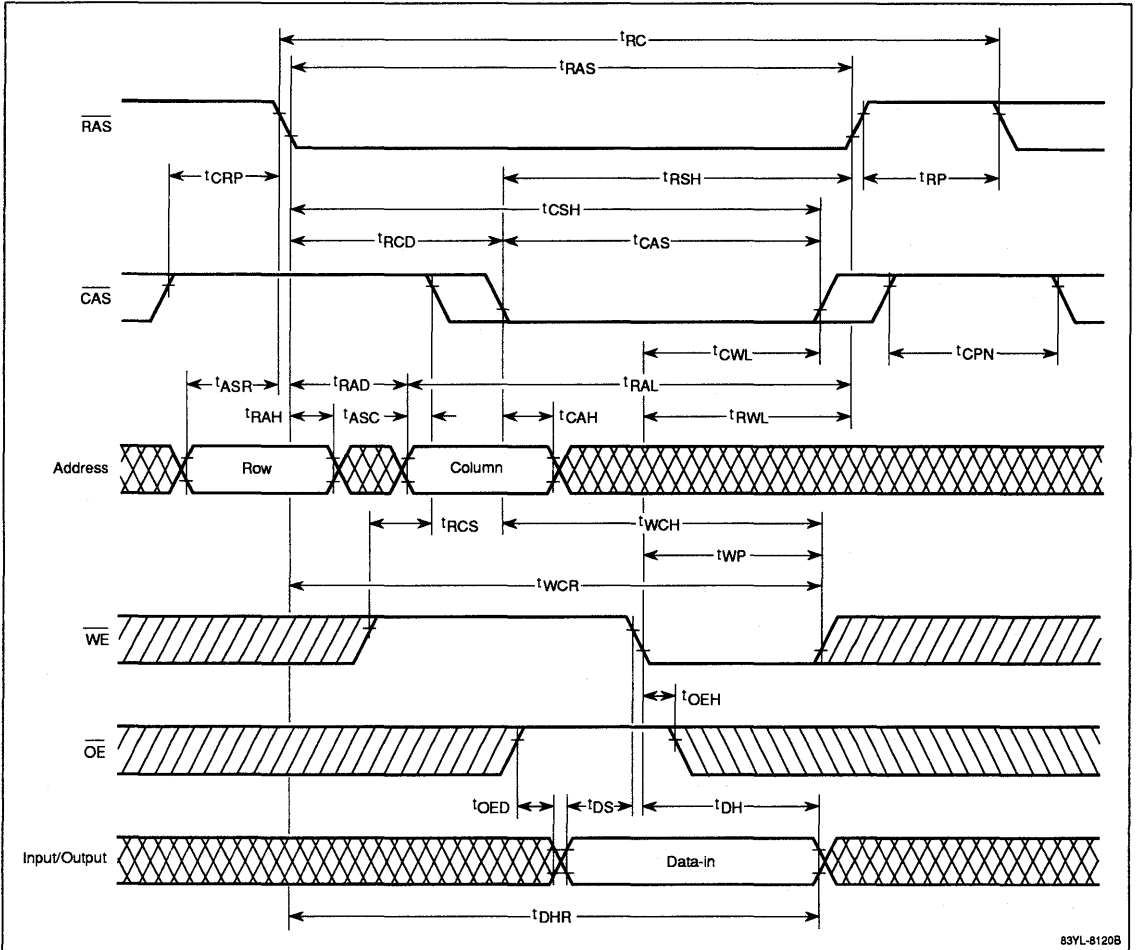 tRC
tRAS
RAS
tCRP
tRSH
tRP
tCSH
tRCD
tCAS
CAS
tCWL
tCPN
tASR
tRAD
tRAL
tRAH
tASC
tCAH
tRWL
Address
Row
Column
tRCS
tWCH
tWP
tWCR
WE
tOEH
OE
tOED
tDS
tDH
Input/Output
Data-in
tDHR
83YL-8120B